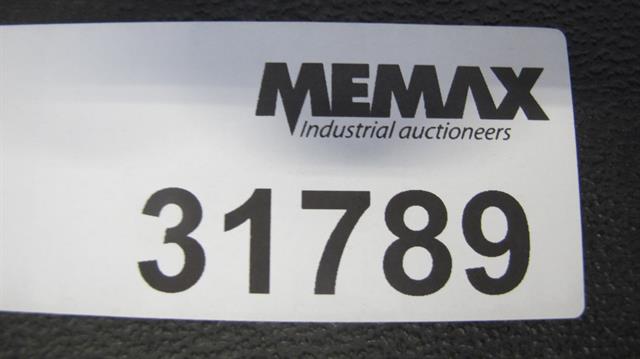 MEMAX
Industrial auctioneers
31789